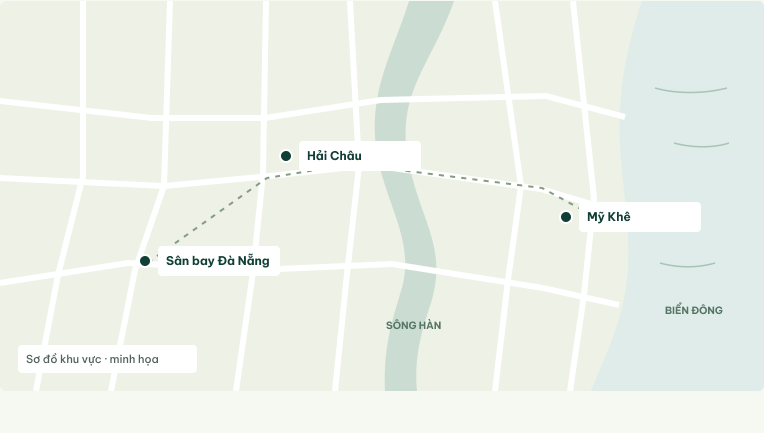 Hải Châu
Mỹ Khê
Sân bay Đà Nẵng
BIỂN ĐÔNG
SÔNG HÀN
Sơ đồ khu vực · minh họa